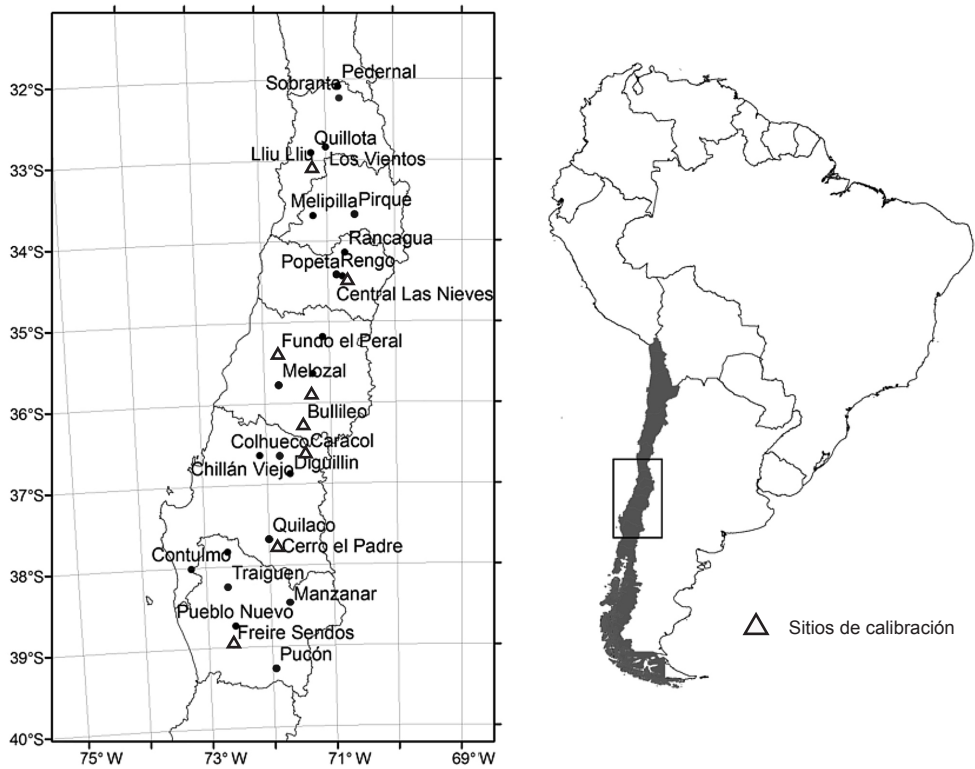 Pedernal
32°S
Sobrante
Quillota
Lliu Lliu
Los Vientos
33°S
Melipilla
Pirque
34°S
Rancagua
Popeta
Rengo
Central Las Nieves
35°S
Fundo el Peral
Melozal
36°S
Bullileo
Colhueco
Caracol
Chillán Viejo
Digüillin
37°S
Quilaco
Cerro el Padre
Contulmo
38°S
Traiguen
Manzanar
Pueblo Nuevo
Freire Sendos
39°S
Pucón
Sitios de calibración
40°S
75°W
73°W
71°W
69°W